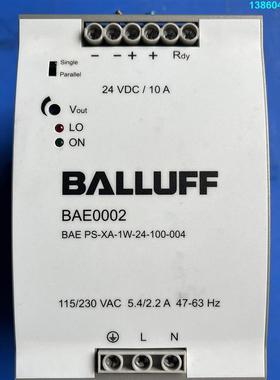 138604
- - + + Rdy
Single
Parallel
24 VDC / 10 A
Vout
LO
ON
BALLUFF
BAE0002
BAE PS-XA-1W-24-100-004
115/230 VAC 5.4/2.2 A 47-63 Hz
L N